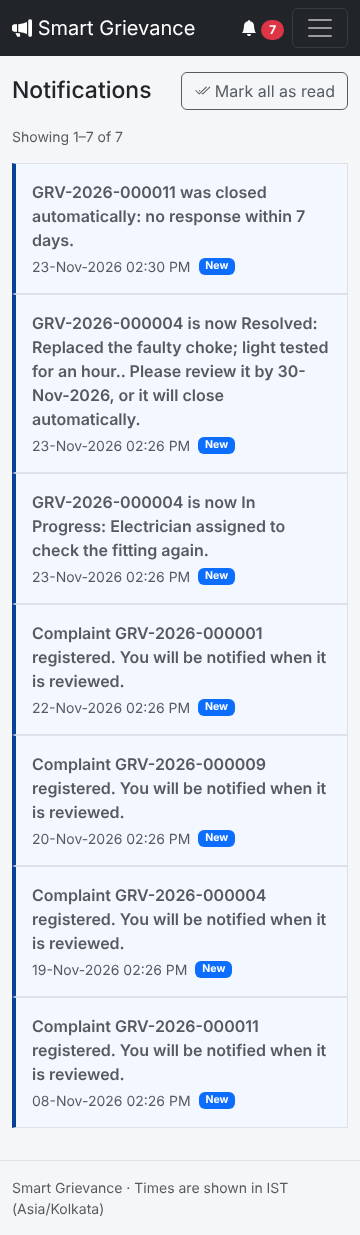 Smart Grievance
7
Notifications
Mark all as read
Showing 1–7 of 7
GRV-2026-000011 was closed
automatically: no response within 7
days.
23-Nov-2026 02:30 PM New
GRV-2026-000004 is now Resolved:
Replaced the faulty choke; light tested
for an hour.. Please review it by 30-
Nov-2026, or it will close
automatically.
23-Nov-2026 02:26 PM New
GRV-2026-000004 is now In
Progress: Electrician assigned to
check the fitting again.
23-Nov-2026 02:26 PM New
Complaint GRV-2026-000001
registered. You will be notified when it
is reviewed.
22-Nov-2026 02:26 PM New
Complaint GRV-2026-000009
registered. You will be notified when it
is reviewed.
20-Nov-2026 02:26 PM New
Complaint GRV-2026-000004
registered. You will be notified when it
is reviewed.
19-Nov-2026 02:26 PM New
Complaint GRV-2026-000011
registered. You will be notified when it
is reviewed.
08-Nov-2026 02:26 PM New
Smart Grievance · Times are shown in IST
(Asia/Kolkata)